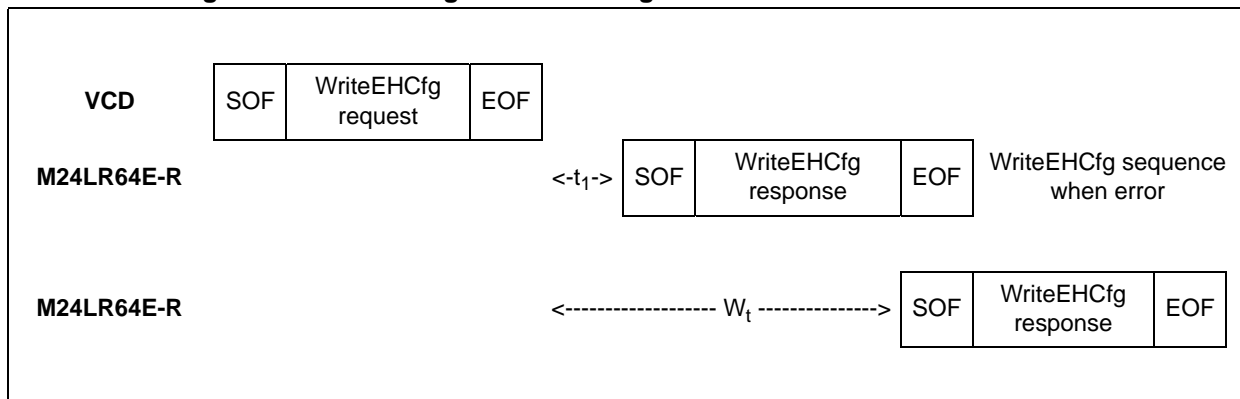 VCD SOF WriteEHCfg request EOF
M24LR64E-R <-t1-> SOF WriteEHCfg response EOF WriteEHCfg sequence when error
M24LR64E-R <------------------- Wt ---------------> SOF WriteEHCfg response EOF